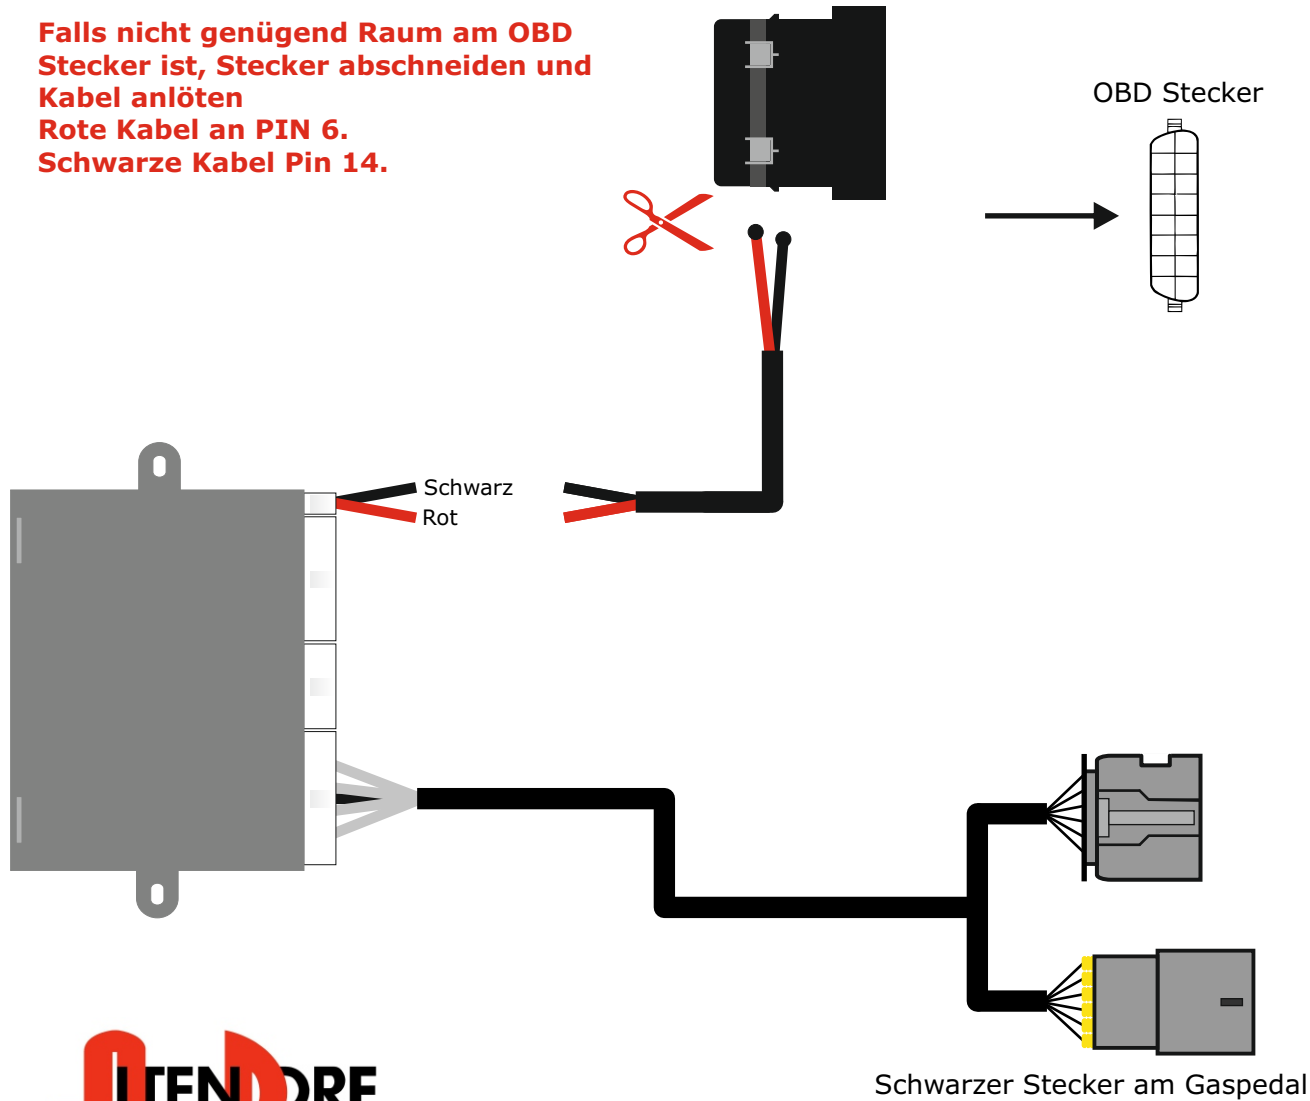 Falls nicht genügend Raum am OBD
Stecker ist, Stecker abschneiden und
Kabel anlöten
Rote Kabel an PIN 6.
Schwarze Kabel Pin 14.
OBD Stecker
Schwarz
Rot
Schwarzer Stecker am Gaspedal